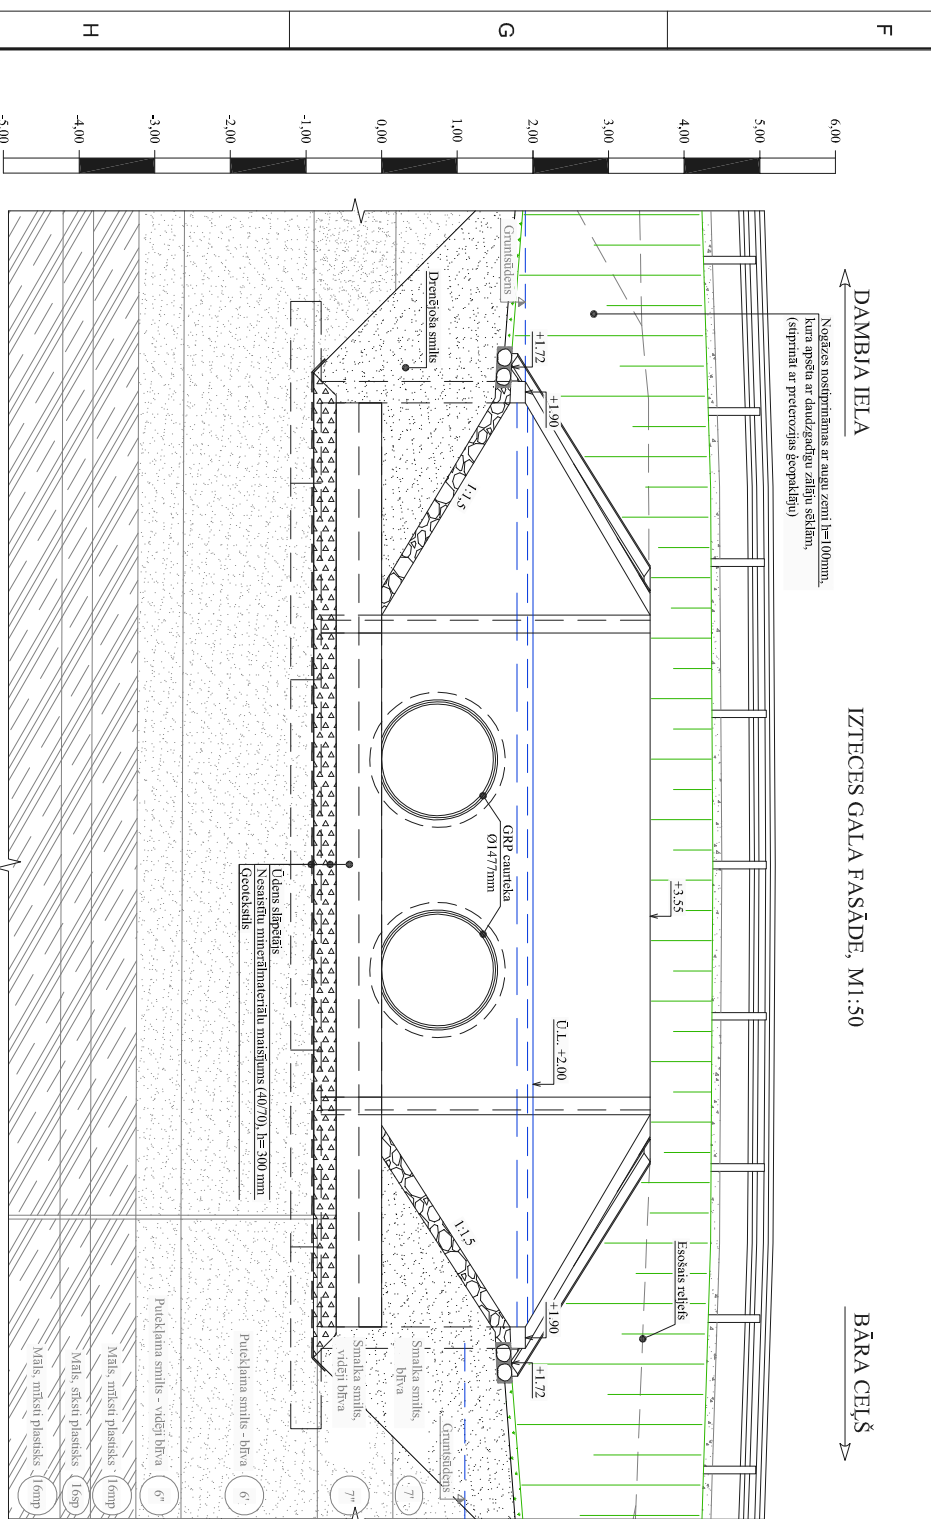 H
G
F
6,00
5,00
4,00
3,00
2,00
1,00
0,00
-1,00
-2,00
-3,00
-4,00
-5,00
DAMBJA IELA
IZTECES GALA FASĀDE, M1:50
BĀRA CEĻŠ
Nogāzes nostiprināmas ar augu zemi h=100mm,
kura apsēta ar daudzgadīgu zālāju sēklām,
(stiprināt ar preterozijas ģeopaklāju)
Esošais reljefs
+3.55
Ū.L. +2.00
+1.72
+1.90
+1.90
+1.72
Gruntsūdens
Drenējoša smilts
1:1,5
GRP caurteka
Ø1477mm
1:1,5
Gruntsūdens
Ūdens slāpētājs
Nesaistītu minerālmateriālu maisījums (40/70), h=300 mm
Ģeotekstils
Smalka smilts,
blīva
7'
Smalka smilts,
vidēji blīva
7"
Putekļaina smilts - blīva
6'
Putekļaina smilts - vidēji blīva
6"
Māls, mīksti plastisks
16mp
Māls, sīksti plastisks
16sp
Māls, mīksti plastisks
16mp